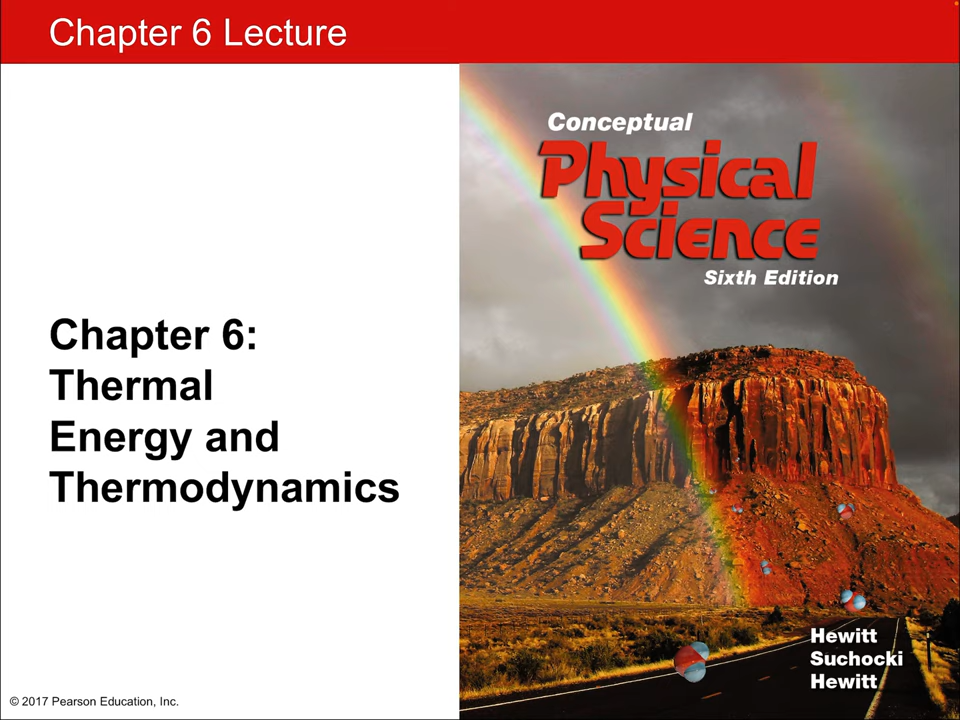 Chapter 6 Lecture
Conceptual
Physical
Science
Sixth Edition
Chapter 6:
Thermal
Energy and
Thermodynamics
Hewitt
Suchocki
Hewitt
© 2017 Pearson Education, Inc.